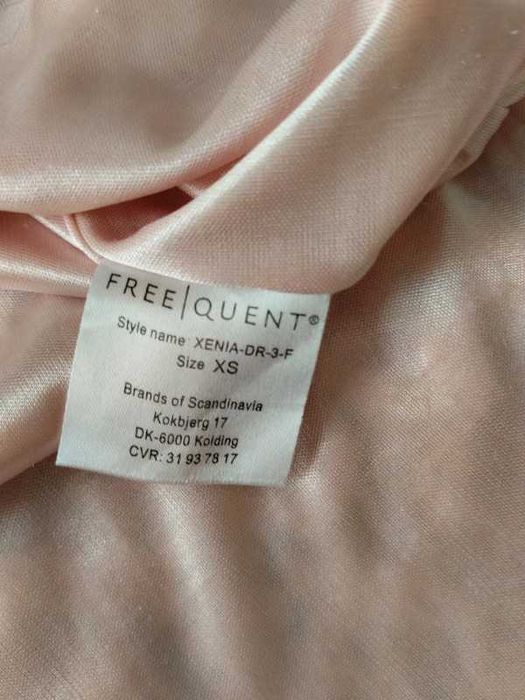 FREE|QUENT®
Style name: XENIA-DR-3-F
Size XS
Brands of Scandinavia
Kokbjerg 17
DK-6000 Kolding
CVR: 31 93 78 17